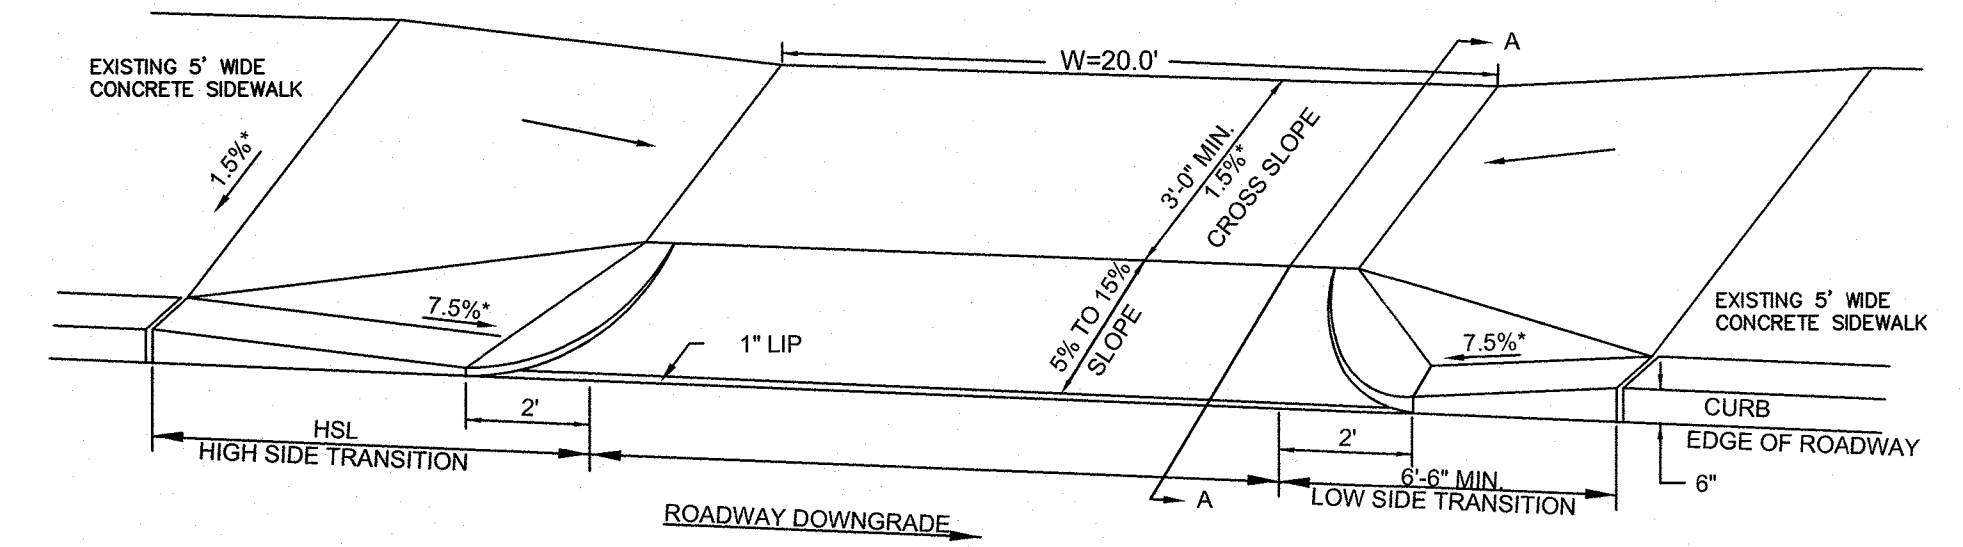 EXISTING 5' WIDE
CONCRETE SIDEWALK
1.5%*
W=20.0'
A
3'-0" MIN.
1.5%*
CROSS SLOPE
7.5%*
1" LIP
5% TO 15%
SLOPE
7.5%*
EXISTING 5' WIDE
CONCRETE SIDEWALK
2'
HSL
HIGH SIDE TRANSITION
2'
6'-6" MIN.
LOW SIDE TRANSITION
CURB
EDGE OF ROADWAY
6"
A
ROADWAY DOWNGRADE